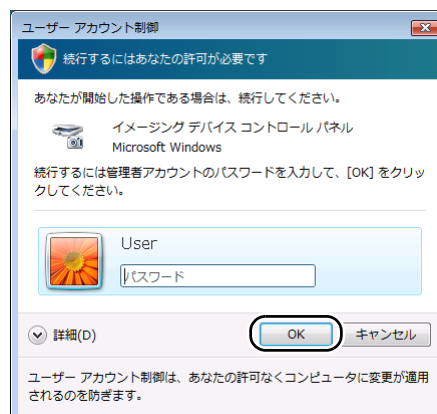 ユーザー アカウント制御
続行するにはあなたの許可が必要です
あなたが開始した操作である場合は、続行してください。
イメージング デバイス コントロール パネル
Microsoft Windows
続行するには管理者アカウントのパスワードを入力して、[OK] をクリッ
クしてください。
User
パスワード
詳細(D) OK キャンセル
ユーザー アカウント制御は、あなたの許可なくコンピュータに変更が適用
されるのを防ぎます。